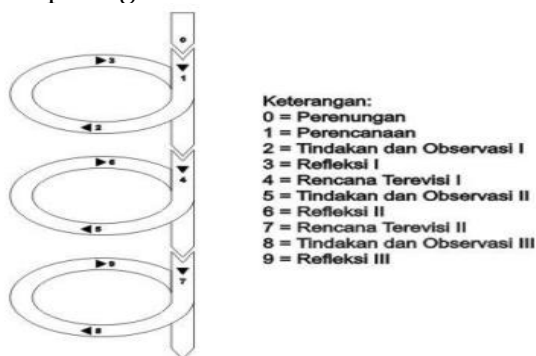 0
3
1
2
6
4
5
9
7
8
Keterangan:
0 = Perenungan
1 = Perencanaan
2 = Tindakan dan Observasi I
3 = Refleksi I
4 = Rencana Terevisi I
5 = Tindakan dan Observasi II
6 = Refleksi II
7 = Rencana Terevisi II
8 = Tindakan dan Observasi III
9 = Refleksi III